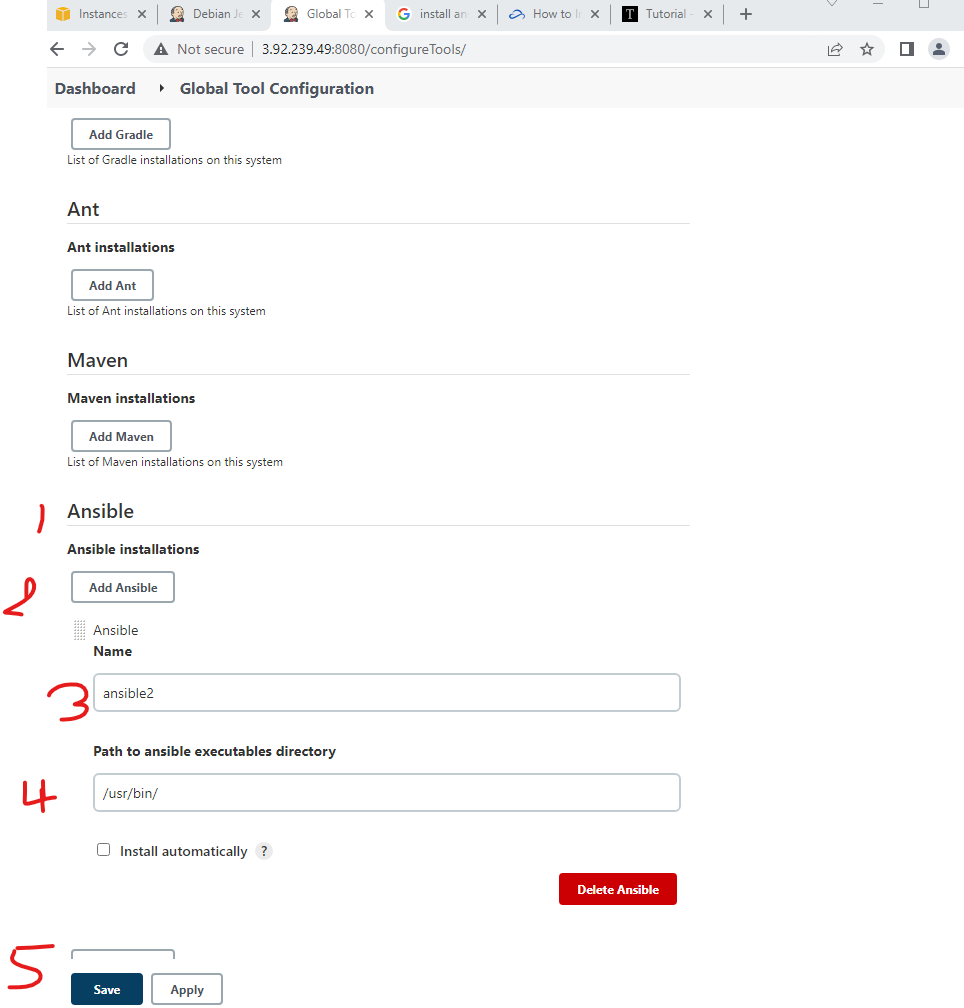 Instances
Debian Je
Global To
install an
How to In
T
Tutorial -
Not secure
3.92.239.49:8080/configureTools/
Dashboard
Global Tool Configuration
Add Gradle
List of Gradle installations on this system
Ant
Ant installations
Add Ant
List of Ant installations on this system
Maven
Maven installations
Add Maven
List of Maven installations on this system
1
Ansible
Ansible installations
2
Add Ansible
Ansible
Name
3
ansible2
Path to ansible executables directory
4
/usr/bin/
Install automatically ?
Delete Ansible
5
Save
Apply